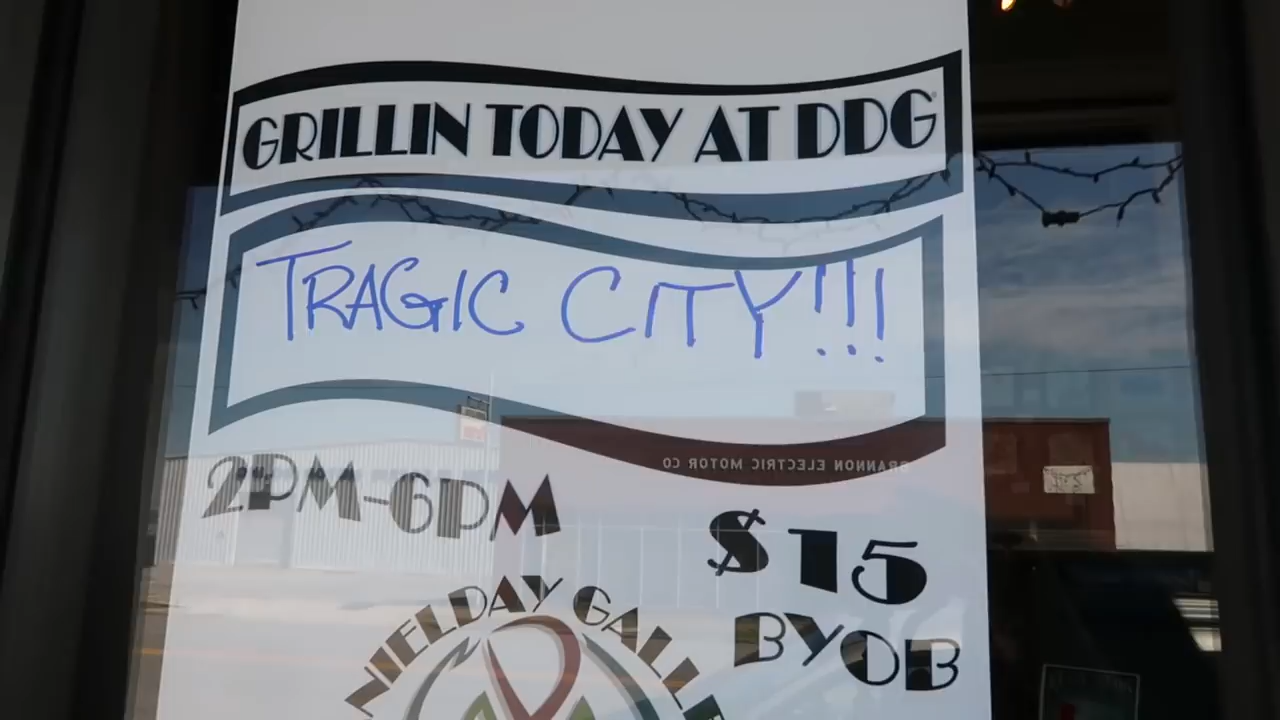 GRILLIN TODAY AT DDG
TRAGIC CITY!!!
BRANNON ELECTRIC MOTOR CO
2PM-6PM
$15
BYOB